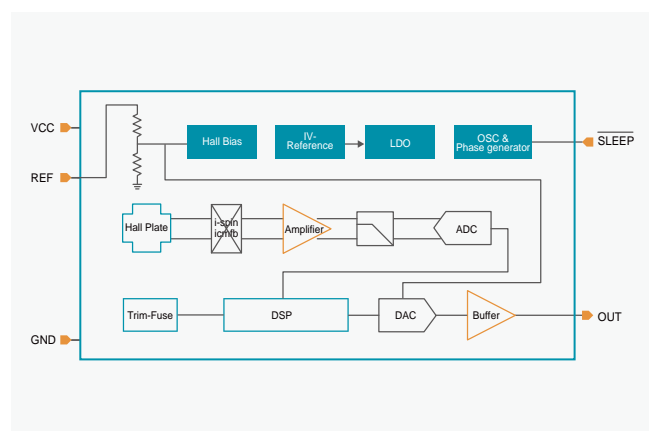 VCC
REF
GND
Hall Bias
IV-
Reference
LDO
OSC &
Phase generator
SLEEP
Hall Plate
i-spin
icmfb
Amplifier
ADC
Trim-Fuse
DSP
DAC
Buffer
OUT